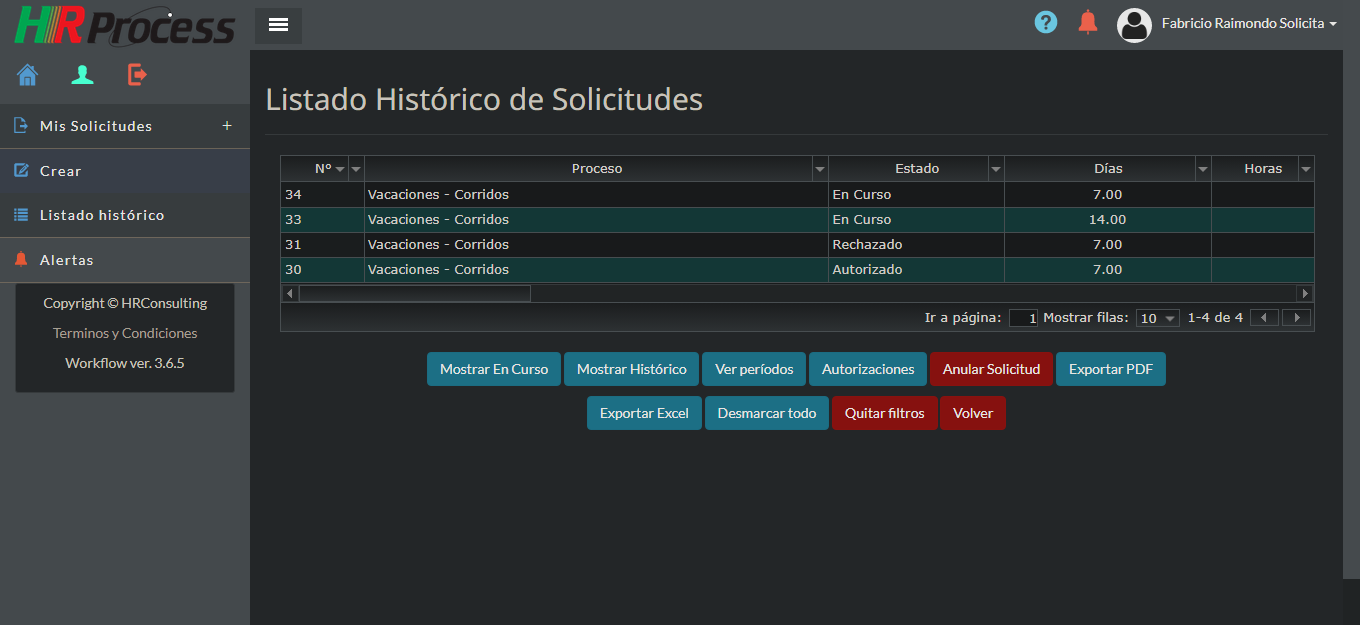 HRProcess
Fabricio Raimondo Solicita
Mis Solicitudes +
Crear
Listado histórico
Alertas
Copyright © HRConsulting
Terminos y Condiciones
Workflow ver. 3.6.5
Listado Histórico de Solicitudes
Nº Proceso Estado Días Horas
34 Vacaciones - Corridos En Curso 7.00
33 Vacaciones - Corridos En Curso 14.00
31 Vacaciones - Corridos Rechazado 7.00
30 Vacaciones - Corridos Autorizado 7.00
Ir a página: 1 Mostrar filas: 10 1-4 de 4
Mostrar En Curso Mostrar Histórico Ver períodos Autorizaciones Anular Solicitud Exportar PDF
Exportar Excel Desmarcar todo Quitar filtros Volver